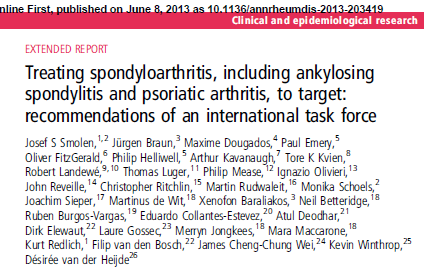 nline First, published on June 8, 2013 as 10.1136/annrheumdis-2013-203419
Clinical and epidemiological research
EXTENDED REPORT
Treating spondyloarthritis, including ankylosing
spondylitis and psoriatic arthritis, to target:
recommendations of an international task force
Josef S Smolen,1,2 Jürgen Braun,3 Maxime Dougados,4 Paul Emery,5
Oliver FitzGerald,6 Philip Helliwell,5 Arthur Kavanaugh,7 Tore K Kvien,8
Robert Landewé,9,10 Thomas Luger,11 Philip Mease,12 Ignazio Olivieri,13
John Reveille,14 Christopher Ritchlin,15 Martin Rudwaleit,16 Monika Schoels,2
Joachim Sieper,17 Martinus de Wit,18 Xenofon Baraliakos,3 Neil Betteridge,18
Ruben Burgos-Vargas,19 Eduardo Collantes-Estevez,20 Atul Deodhar,21
Dirk Elewaut,22 Laure Gossec,23 Merryn Jongkees,18 Mara Maccarone,18
Kurt Redlich,1 Filip van den Bosch,22 James Cheng-Chung Wei,24 Kevin Winthrop,25
Désirée van der Heijde26